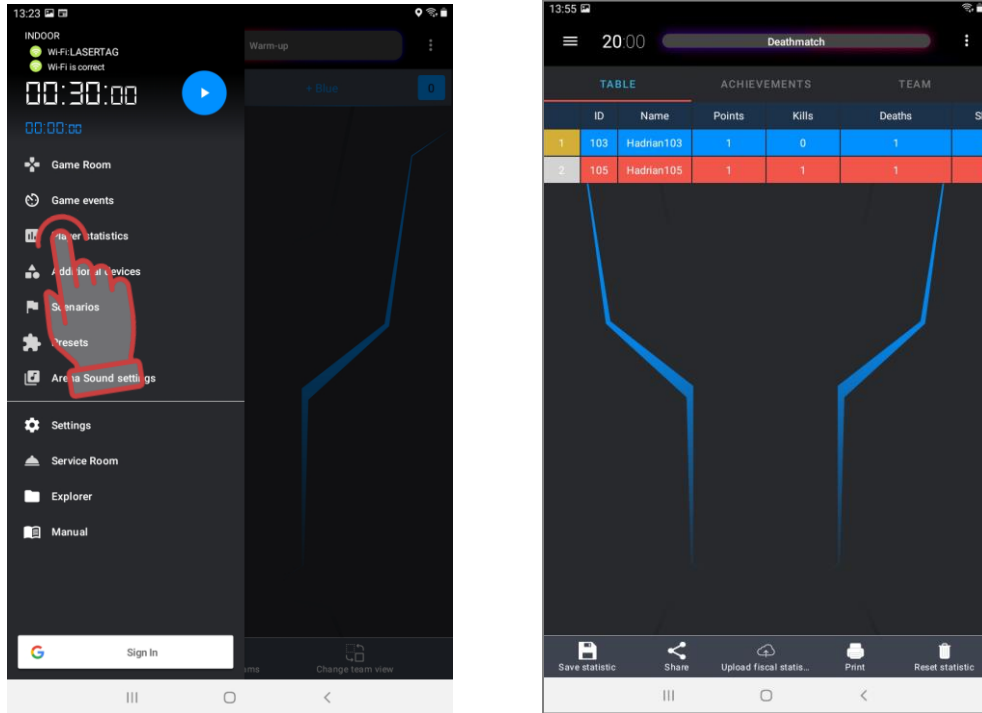 13:23
INDOOR
Wi-Fi:LASERTAG
Wi-Fi is correct
00:30:00
00:00:00
Game Room
Game events
Player statistics
Additional devices
Scenarios
Presets
Arena Sound settings
Settings
Service Room
Explorer
Manual
G Sign In
Warm-up
+ Blue 0
ms Change team view
13:55
20:00 Deathmatch
TABLE ACHIEVEMENTS TEAM
ID Name Points Kills Deaths S
1 103 Hadrian103 1 0 1
2 105 Hadrian105 1 1 1
Save statistic Share Upload fiscal statis... Print Reset statistic